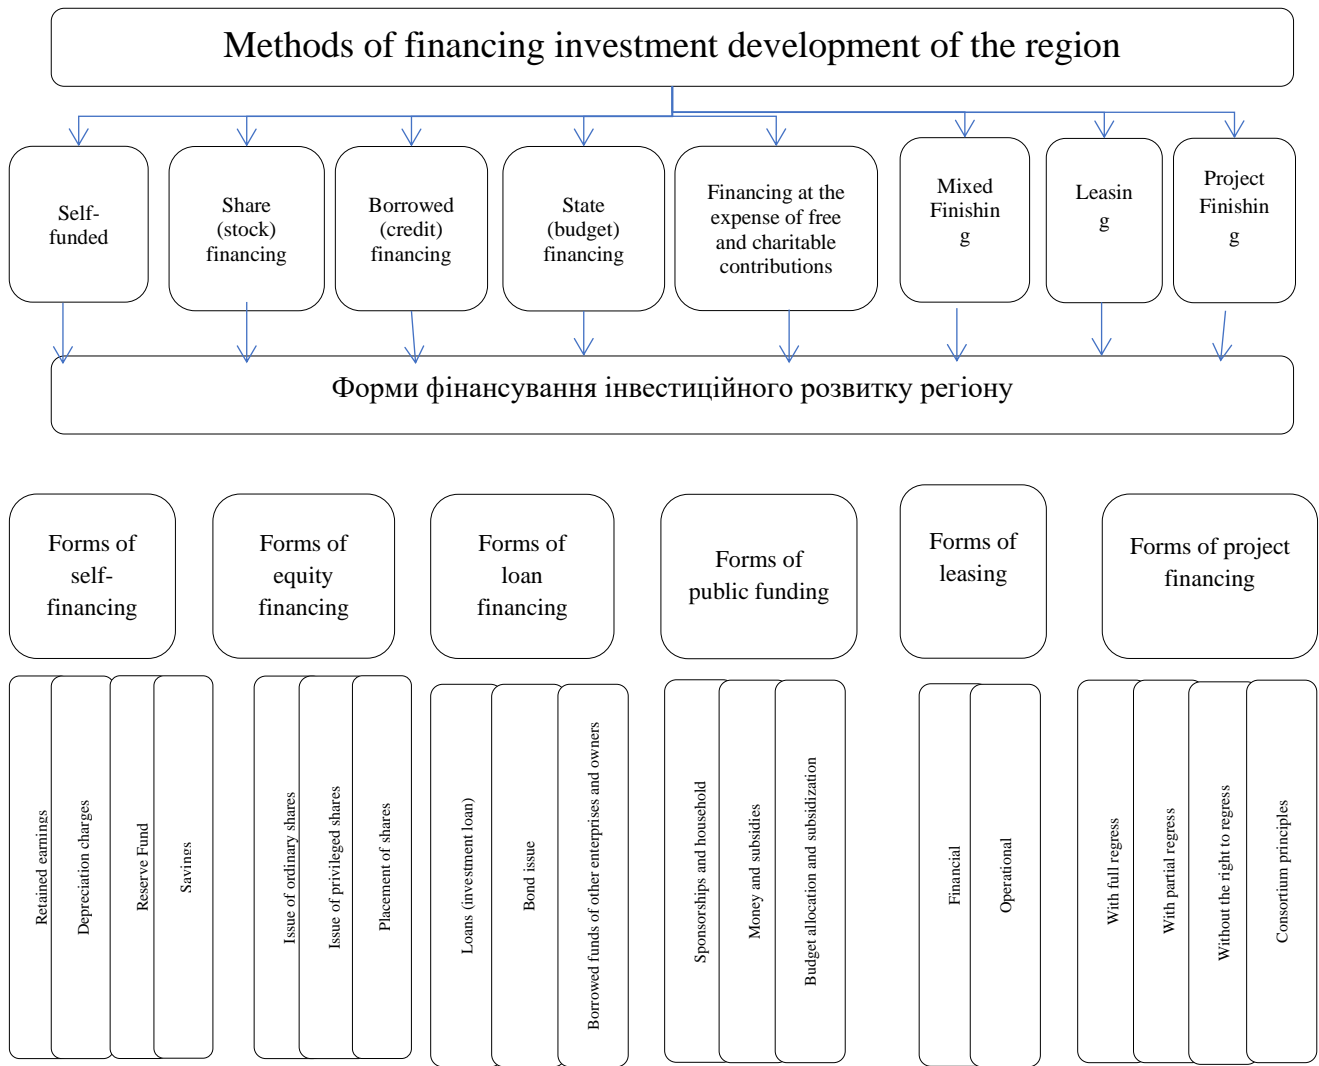 Methods of financing investment development of the region
Self-
funded
Share
(stock)
financing
Borrowed
(credit)
financing
State
(budget)
financing
Financing at the
expense of free
and charitable
contributions
Mixed
Finishin
g
Leasin
g
Project
Finishin
g
Форми фінансування інвестиційного розвитку регіону
Forms of
self-
financing
Forms of
equity
financing
Forms of
loan
financing
Forms of
public funding
Forms of
leasing
Forms of project
financing
Retained earnings
Depreciation charges
Reserve Fund
Savings
Issue of ordinary shares
Issue of privileged shares
Placement of shares
Loans (investment loan)
Bond issue
Borrowed funds of other enterprises and owners
Sponsorships and household
Money and subsidies
Budget allocation and subsidization
Financial
Operational
With full regress
With partial regress
Without the right to regress
Consortium principles